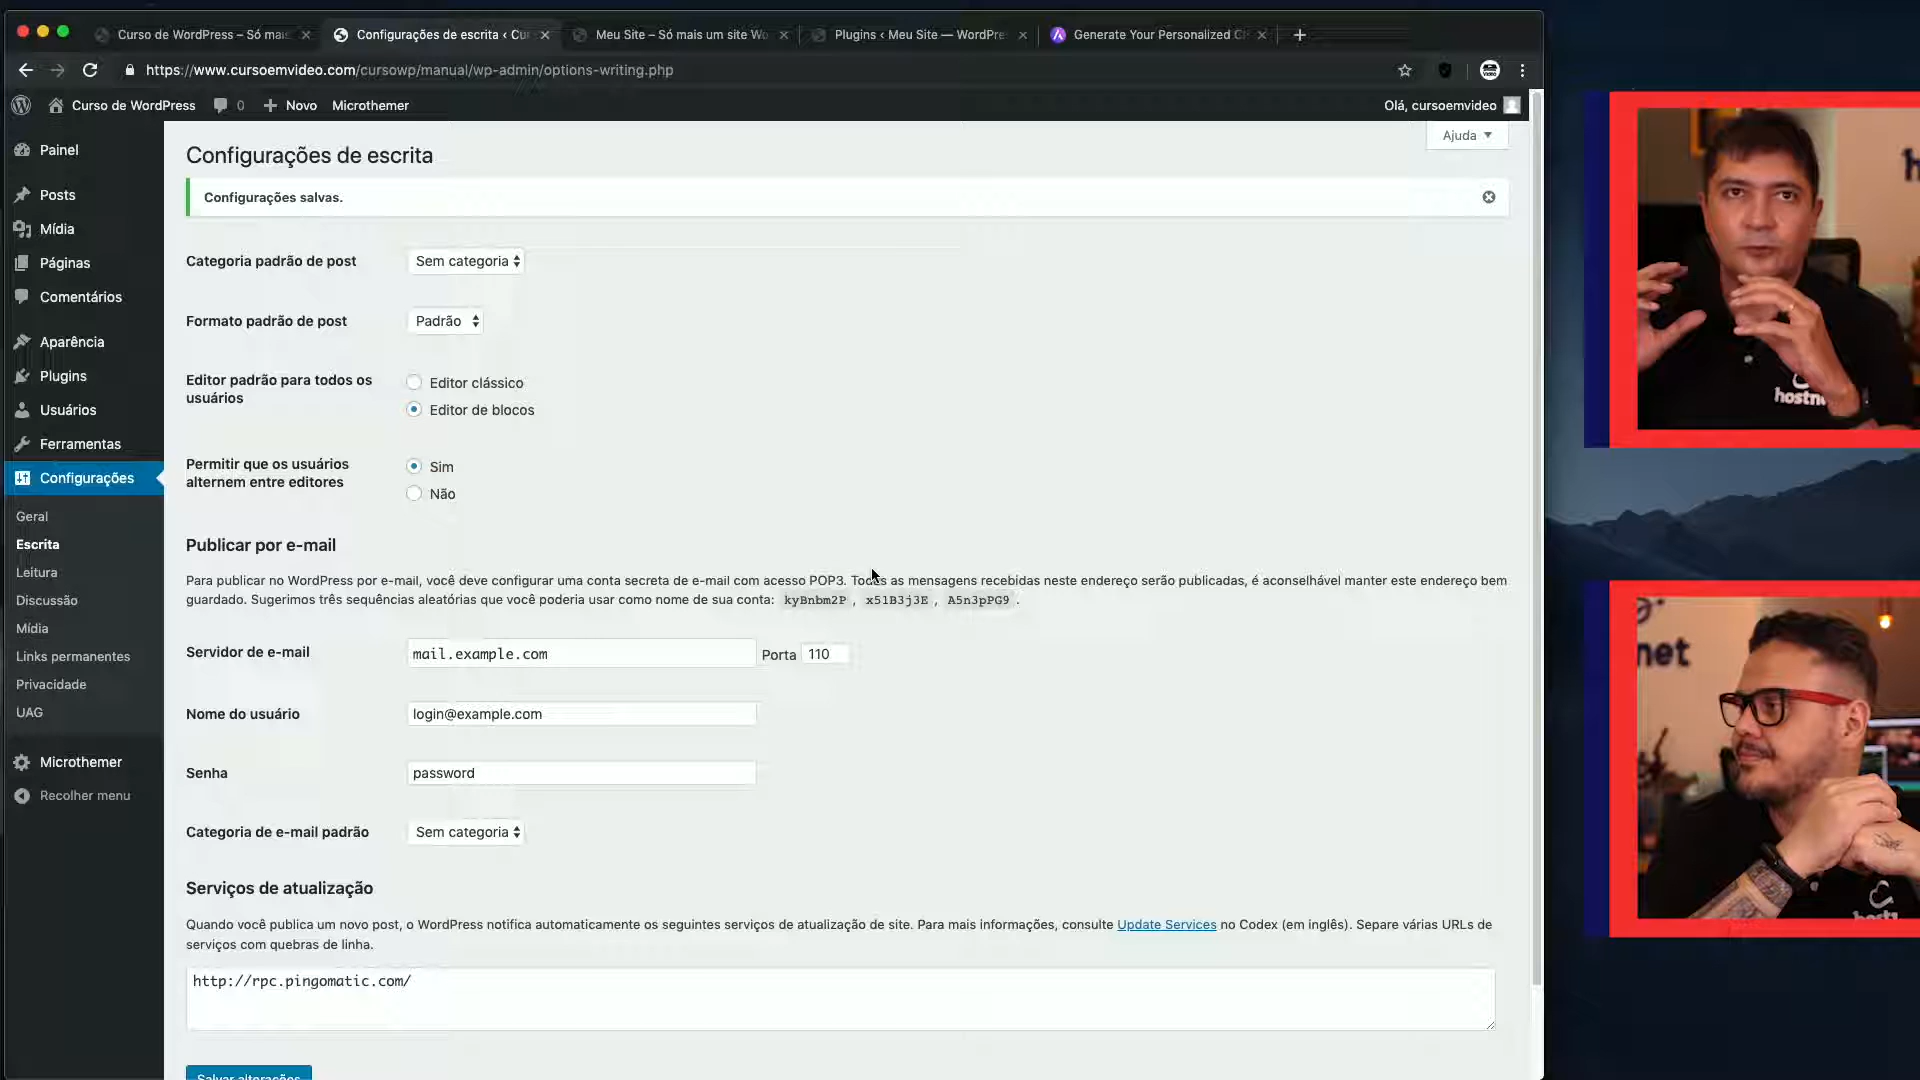 Curso de WordPress – Só mais
Configurações de escrita ‹ Cur
Meu Site – Só mais um site Wo
Plugins ‹ Meu Site — WordPre
Generate Your Personalized Ch
https://www.cursoemvideo.com/cursowp/manual/wp-admin/options-writing.php
Curso de WordPress
0
Novo
Microthemer
Olá, cursoemvideo
Ajuda
Painel
Posts
Mídia
Páginas
Comentários
Aparência
Plugins
Usuários
Ferramentas
Configurações
Geral
Escrita
Leitura
Discussão
Mídia
Links permanentes
Privacidade
UAG
Microthemer
Recolher menu
Configurações de escrita
Configurações salvas.
Categoria padrão de post
Sem categoria
Formato padrão de post
Padrão
Editor padrão para todos os
usuários
Editor clássico
Editor de blocos
Permitir que os usuários
alternem entre editores
Sim
Não
Publicar por e-mail
Para publicar no WordPress por e-mail, você deve configurar uma conta secreta de e-mail com acesso POP3. Todas as mensagens recebidas neste endereço serão publicadas, é aconselhável manter este endereço bem
guardado. Sugerimos três sequências aleatórias que você poderia usar como nome de sua conta: kyBnbm2P , x51B3j3E , A5n3pPG9 .
Servidor de e-mail
mail.example.com
Porta
110
Nome do usuário
login@example.com
Senha
password
Categoria de e-mail padrão
Sem categoria
Serviços de atualização
Quando você publica um novo post, o WordPress notifica automaticamente os seguintes serviços de atualização de site. Para mais informações, consulte Update Services no Codex (em inglês). Separe várias URLs de
serviços com quebras de linha.
http://rpc.pingomatic.com/
Salvar alterações
h
hostn
net
hostn